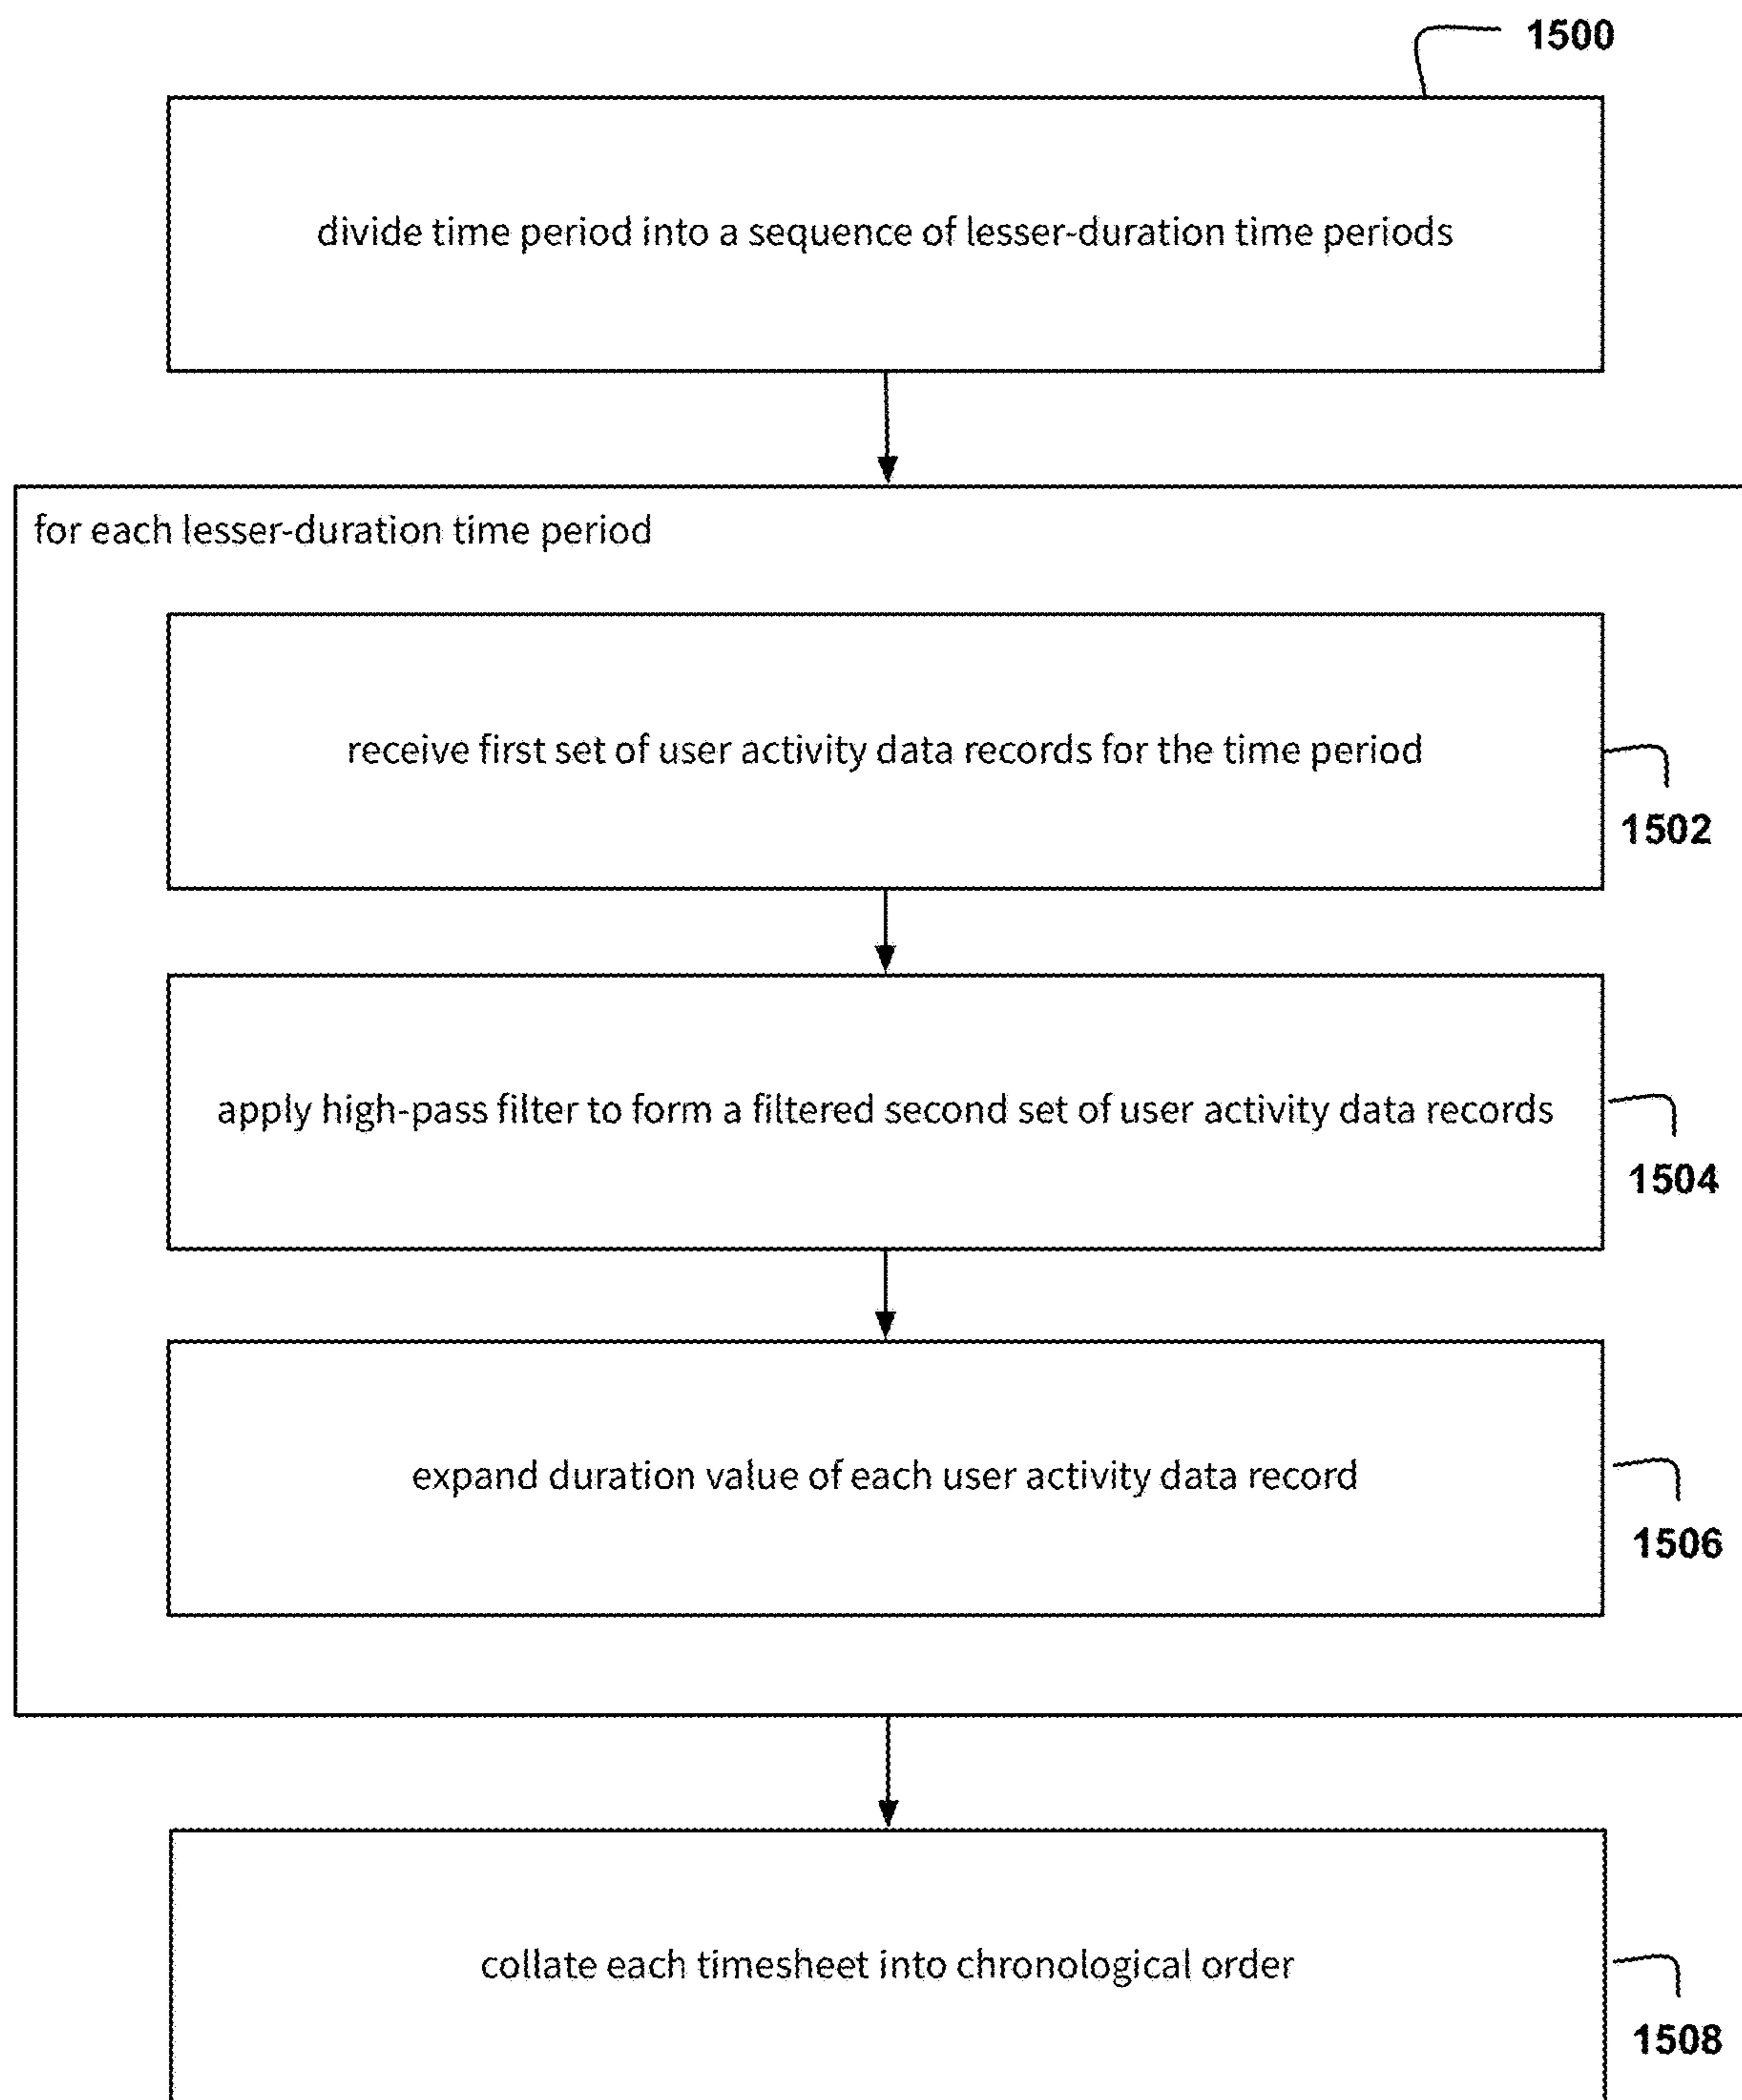 1500
divide time period into a sequence of lesser-duration time periods
for each lesser-duration time period
receive first set of user activity data records for the time period
1502
apply high-pass filter to form a filtered second set of user activity data records
1504
expand duration value of each user activity data record
1506
collate each timesheet into chronological order
1508